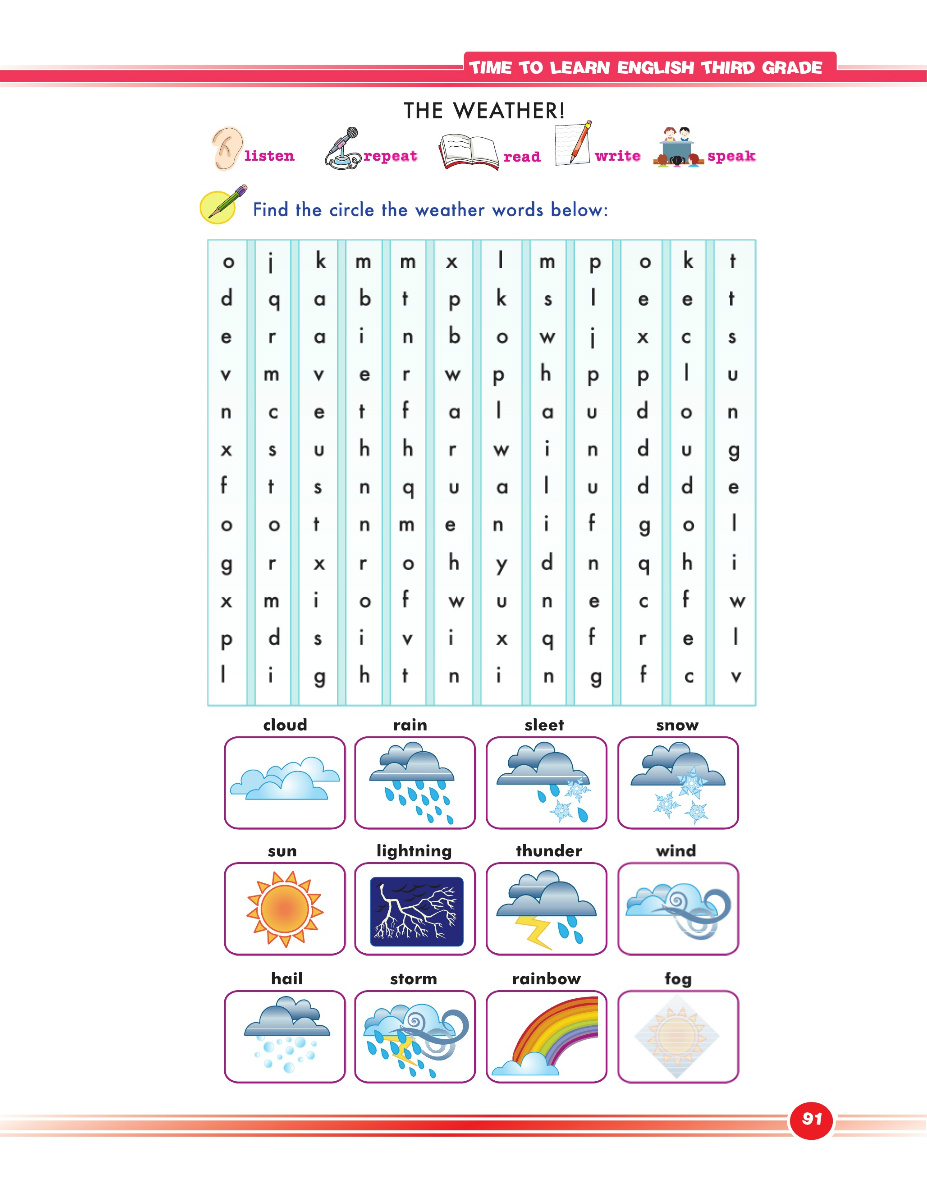 TIME TO LEARN ENGLISH THIRD GRADE
THE WEATHER!
listen repeat read write speak
Find the circle the weather words below:
o j k m m x l m p o k t
d q a b t p k s l e e t
e r a i n b o w j x c s
v m v e r w p h p p l u
n c e t f a l a u d o n
x s u h h r w i n d u g
f t s n q u a l u d d e
o o t n m e n i f g o l
g r x r o h y d n q h i
x m i o f w u n e c f w
p d s i v i x q f r e l
l i g h t n i n g f c v
cloud rain sleet snow
sun lightning thunder wind
hail storm rainbow fog
91